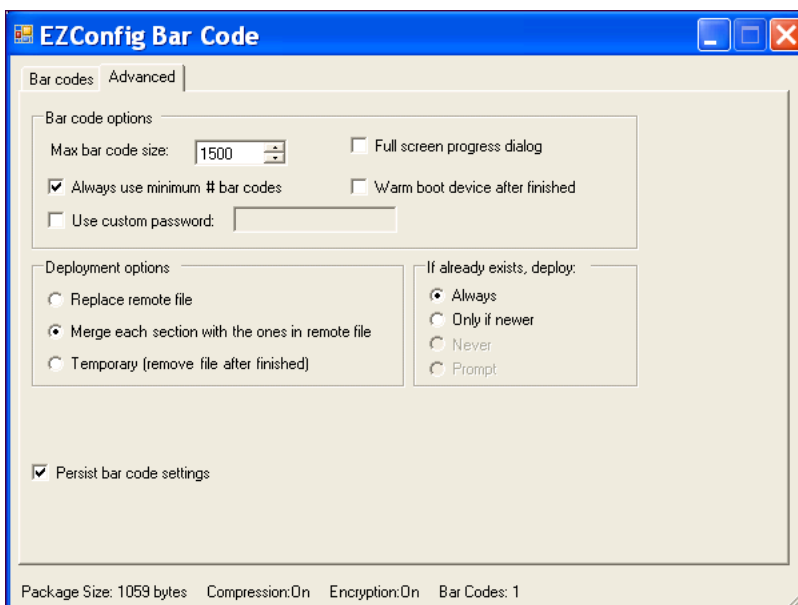 EZConfig Bar Code
Bar codes Advanced
Bar code options
Max bar code size: 1500 Full screen progress dialog
Always use minimum # bar codes Warm boot device after finished
Use custom password:
Deployment options If already exists, deploy:
Replace remote file Always
Merge each section with the ones in remote file Only if newer
Temporary (remove file after finished) Never
Prompt
Persist bar code settings
Package Size: 1059 bytes Compression:On Encryption:On Bar Codes: 1